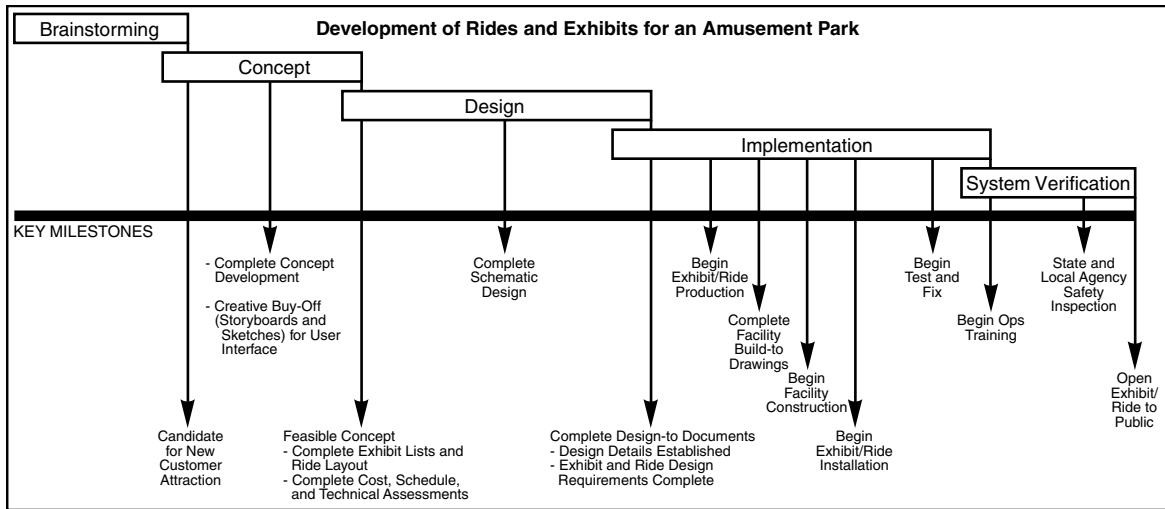 Development of Rides and Exhibits for an Amusement Park
Brainstorming
Concept
Design
Implementation
System Verification
KEY MILESTONES
- Complete Concept
Development
- Creative Buy-Off
(Storyboards and
Sketches) for User
Interface
Complete
Schematic
Design
Begin
Exhibit/Ride
Production
Complete
Facility
Build-to
Drawings
Begin
Facility
Construction
Begin
Test and
Fix
Begin Ops
Training
State and
Local Agency
Safety
Inspection
Open
Exhibit/
Ride to
Public
Candidate
for New
Customer
Attraction
Feasible Concept
- Complete Exhibit Lists and
Ride Layout
- Complete Cost, Schedule,
and Technical Assessments
Complete Design-to Documents
- Design Details Established
- Exhibit and Ride Design
Requirements Complete
Begin
Exhibit/Ride
Installation